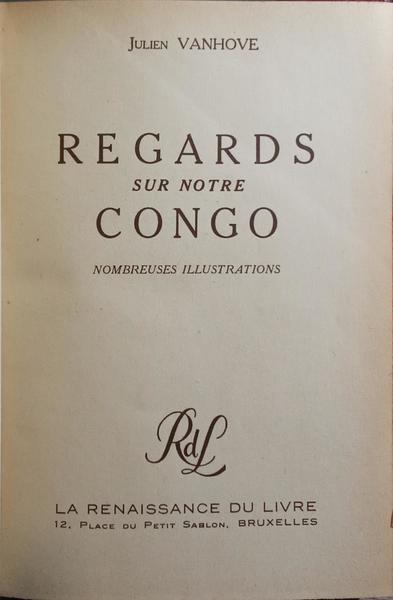 Julien VANHOVE
REGARDS
SUR NOTRE
CONGO
NOMBREUSES ILLUSTRATIONS
RdL
LA RENAISSANCE DU LIVRE
12, Place du Petit Sablon, BRUXELLES